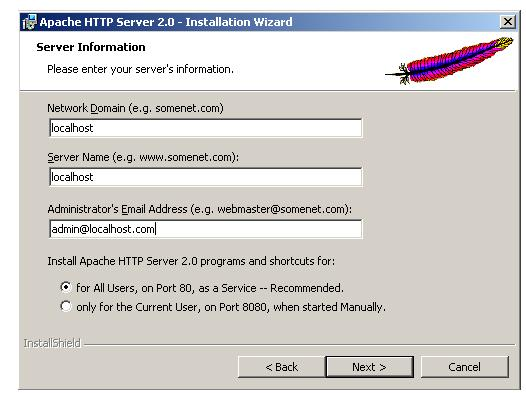 Apache HTTP Server 2.0 - Installation Wizard
Server Information
Please enter your server's information.
Network Domain (e.g. somenet.com)
localhost
Server Name (e.g. www.somenet.com):
localhost
Administrator's Email Address (e.g. webmaster@somenet.com):
admin@localhost.com
Install Apache HTTP Server 2.0 programs and shortcuts for:
for All Users, on Port 80, as a Service -- Recommended.
only for the Current User, on Port 8080, when started Manually.
InstallShield
< Back Next > Cancel